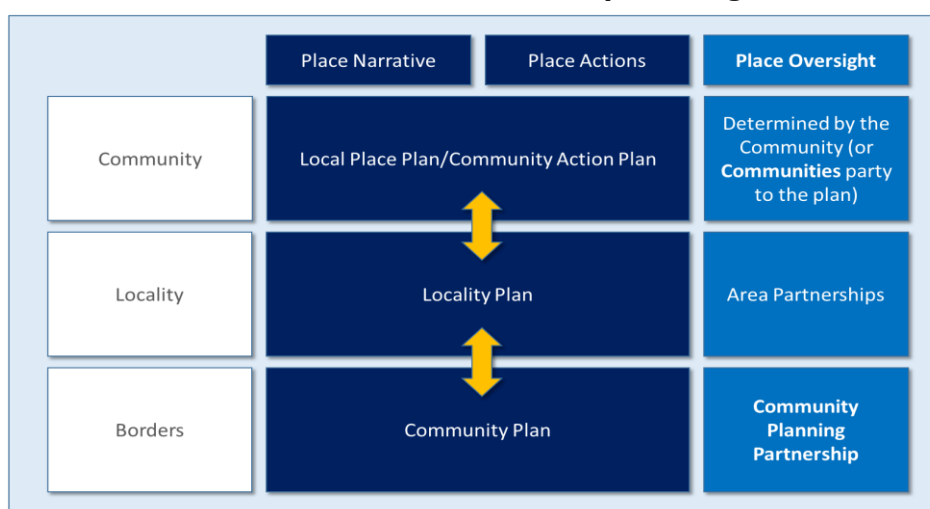 Place Narrative
Place Actions
Place Oversight
Community
Local Place Plan/Community Action Plan
Determined by the
Community (or
Communities party
to the plan)
Locality
Locality Plan
Area Partnerships
Borders
Community Plan
Community
Planning
Partnership